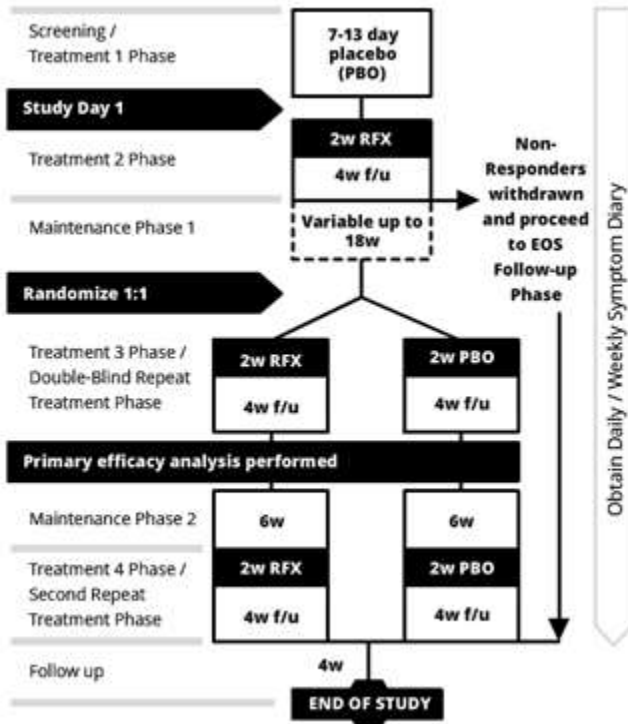 Screening /
Treatment 1 Phase
7-13 day
placebo
(PBO)
Study Day 1
Treatment 2 Phase
2w RFX
4w f/u
Non-
Responders
withdrawn
and proceed
to EOS
Follow-up
Phase
Maintenance Phase 1
Variable up to
18w
Randomize 1:1
Treatment 3 Phase /
Double-Blind Repeat
Treatment Phase
2w RFX
4w f/u
2w PBO
4w f/u
Primary efficacy analysis performed
Maintenance Phase 2
6w
6w
Treatment 4 Phase /
Second Repeat
Treatment Phase
2w RFX
4w f/u
2w PBO
4w f/u
Follow up
4w
END OF STUDY
Obtain Daily / Weekly Symptom Diary